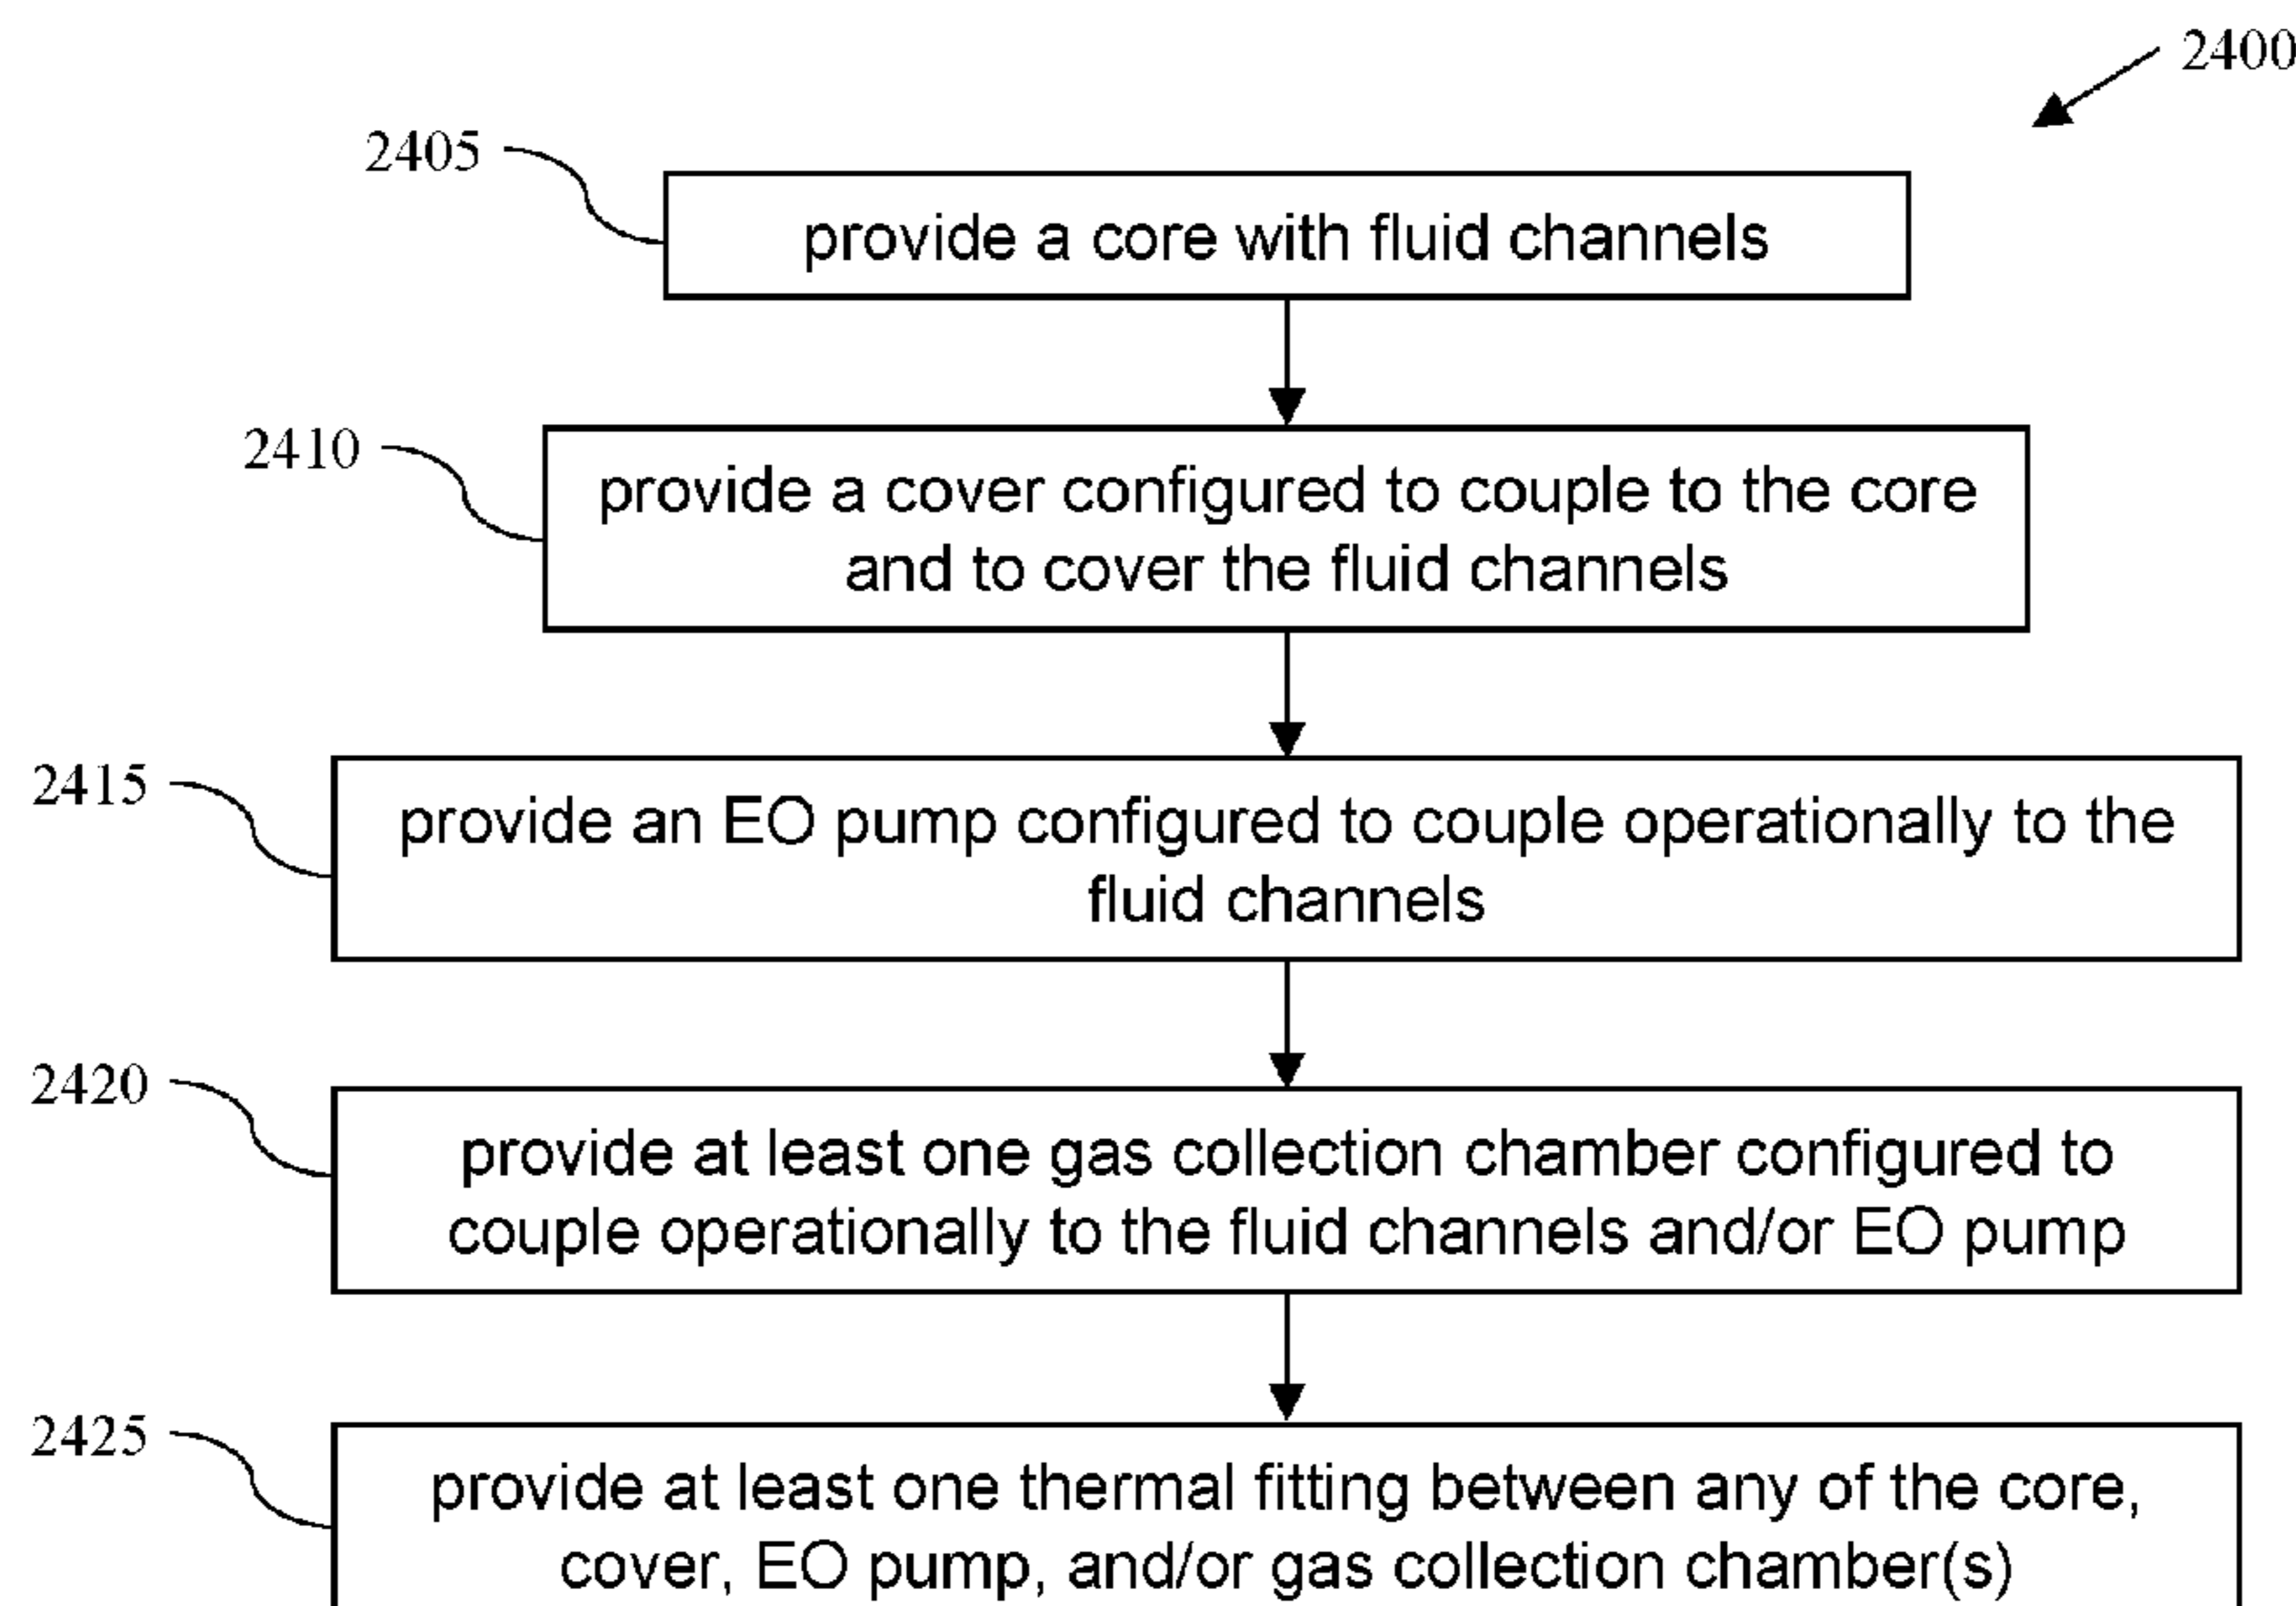 2400
2405
provide a core with fluid channels
2410
provide a cover configured to couple to the core
and to cover the fluid channels
2415
provide an EO pump configured to couple operationally to the
fluid channels
2420
provide at least one gas collection chamber configured to
couple operationally to the fluid channels and/or EO pump
2425
provide at least one thermal fitting between any of the core,
cover, EO pump, and/or gas collection chamber(s)